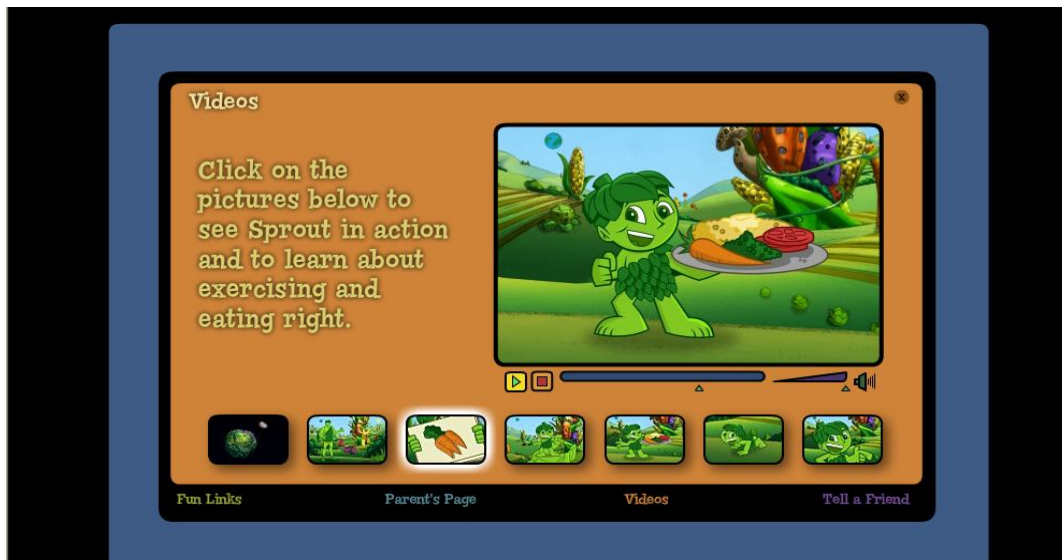 Videos
Click on the
pictures below to
see Sprout in action
and to learn about
exercising and
eating right.
Fun Links Parent's Page Videos Tell a Friend